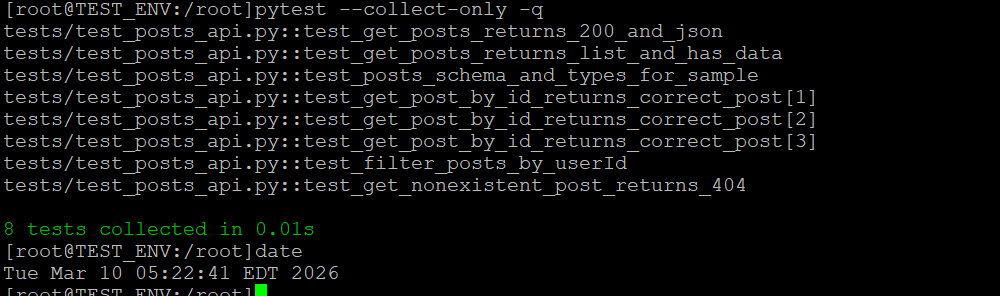 [root@TEST_ENV:/root]pytest --collect-only -q
tests/test_posts_api.py::test_get_posts_returns_200_and_json
tests/test_posts_api.py::test_get_posts_returns_list_and_has_data
tests/test_posts_api.py::test_posts_schema_and_types_for_sample
tests/test_posts_api.py::test_get_post_by_id_returns_correct_post[1]
tests/test_posts_api.py::test_get_post_by_id_returns_correct_post[2]
tests/test_posts_api.py::test_get_post_by_id_returns_correct_post[3]
tests/test_posts_api.py::test_filter_posts_by_userId
tests/test_posts_api.py::test_get_nonexistent_post_returns_404
8 tests collected in 0.01s
[root@TEST_ENV:/root]date
Tue Mar 10 05:22:41 EDT 2026
[root@TEST_ENV:/root]